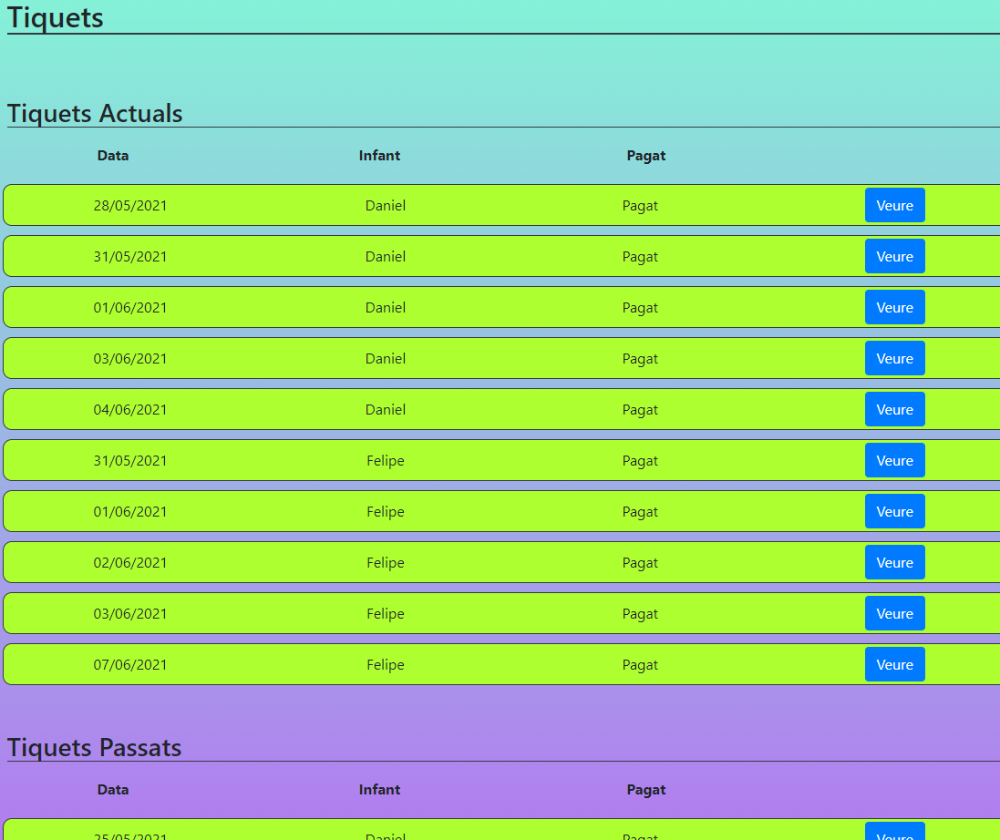 Tiquets
Tiquets Actuals
Data Infant Pagat
28/05/2021 Daniel Pagat Veure
31/05/2021 Daniel Pagat Veure
01/06/2021 Daniel Pagat Veure
03/06/2021 Daniel Pagat Veure
04/06/2021 Daniel Pagat Veure
31/05/2021 Felipe Pagat Veure
01/06/2021 Felipe Pagat Veure
02/06/2021 Felipe Pagat Veure
03/06/2021 Felipe Pagat Veure
07/06/2021 Felipe Pagat Veure
Tiquets Passats
Data Infant Pagat
25/05/2021 Daniel Pagat Veure